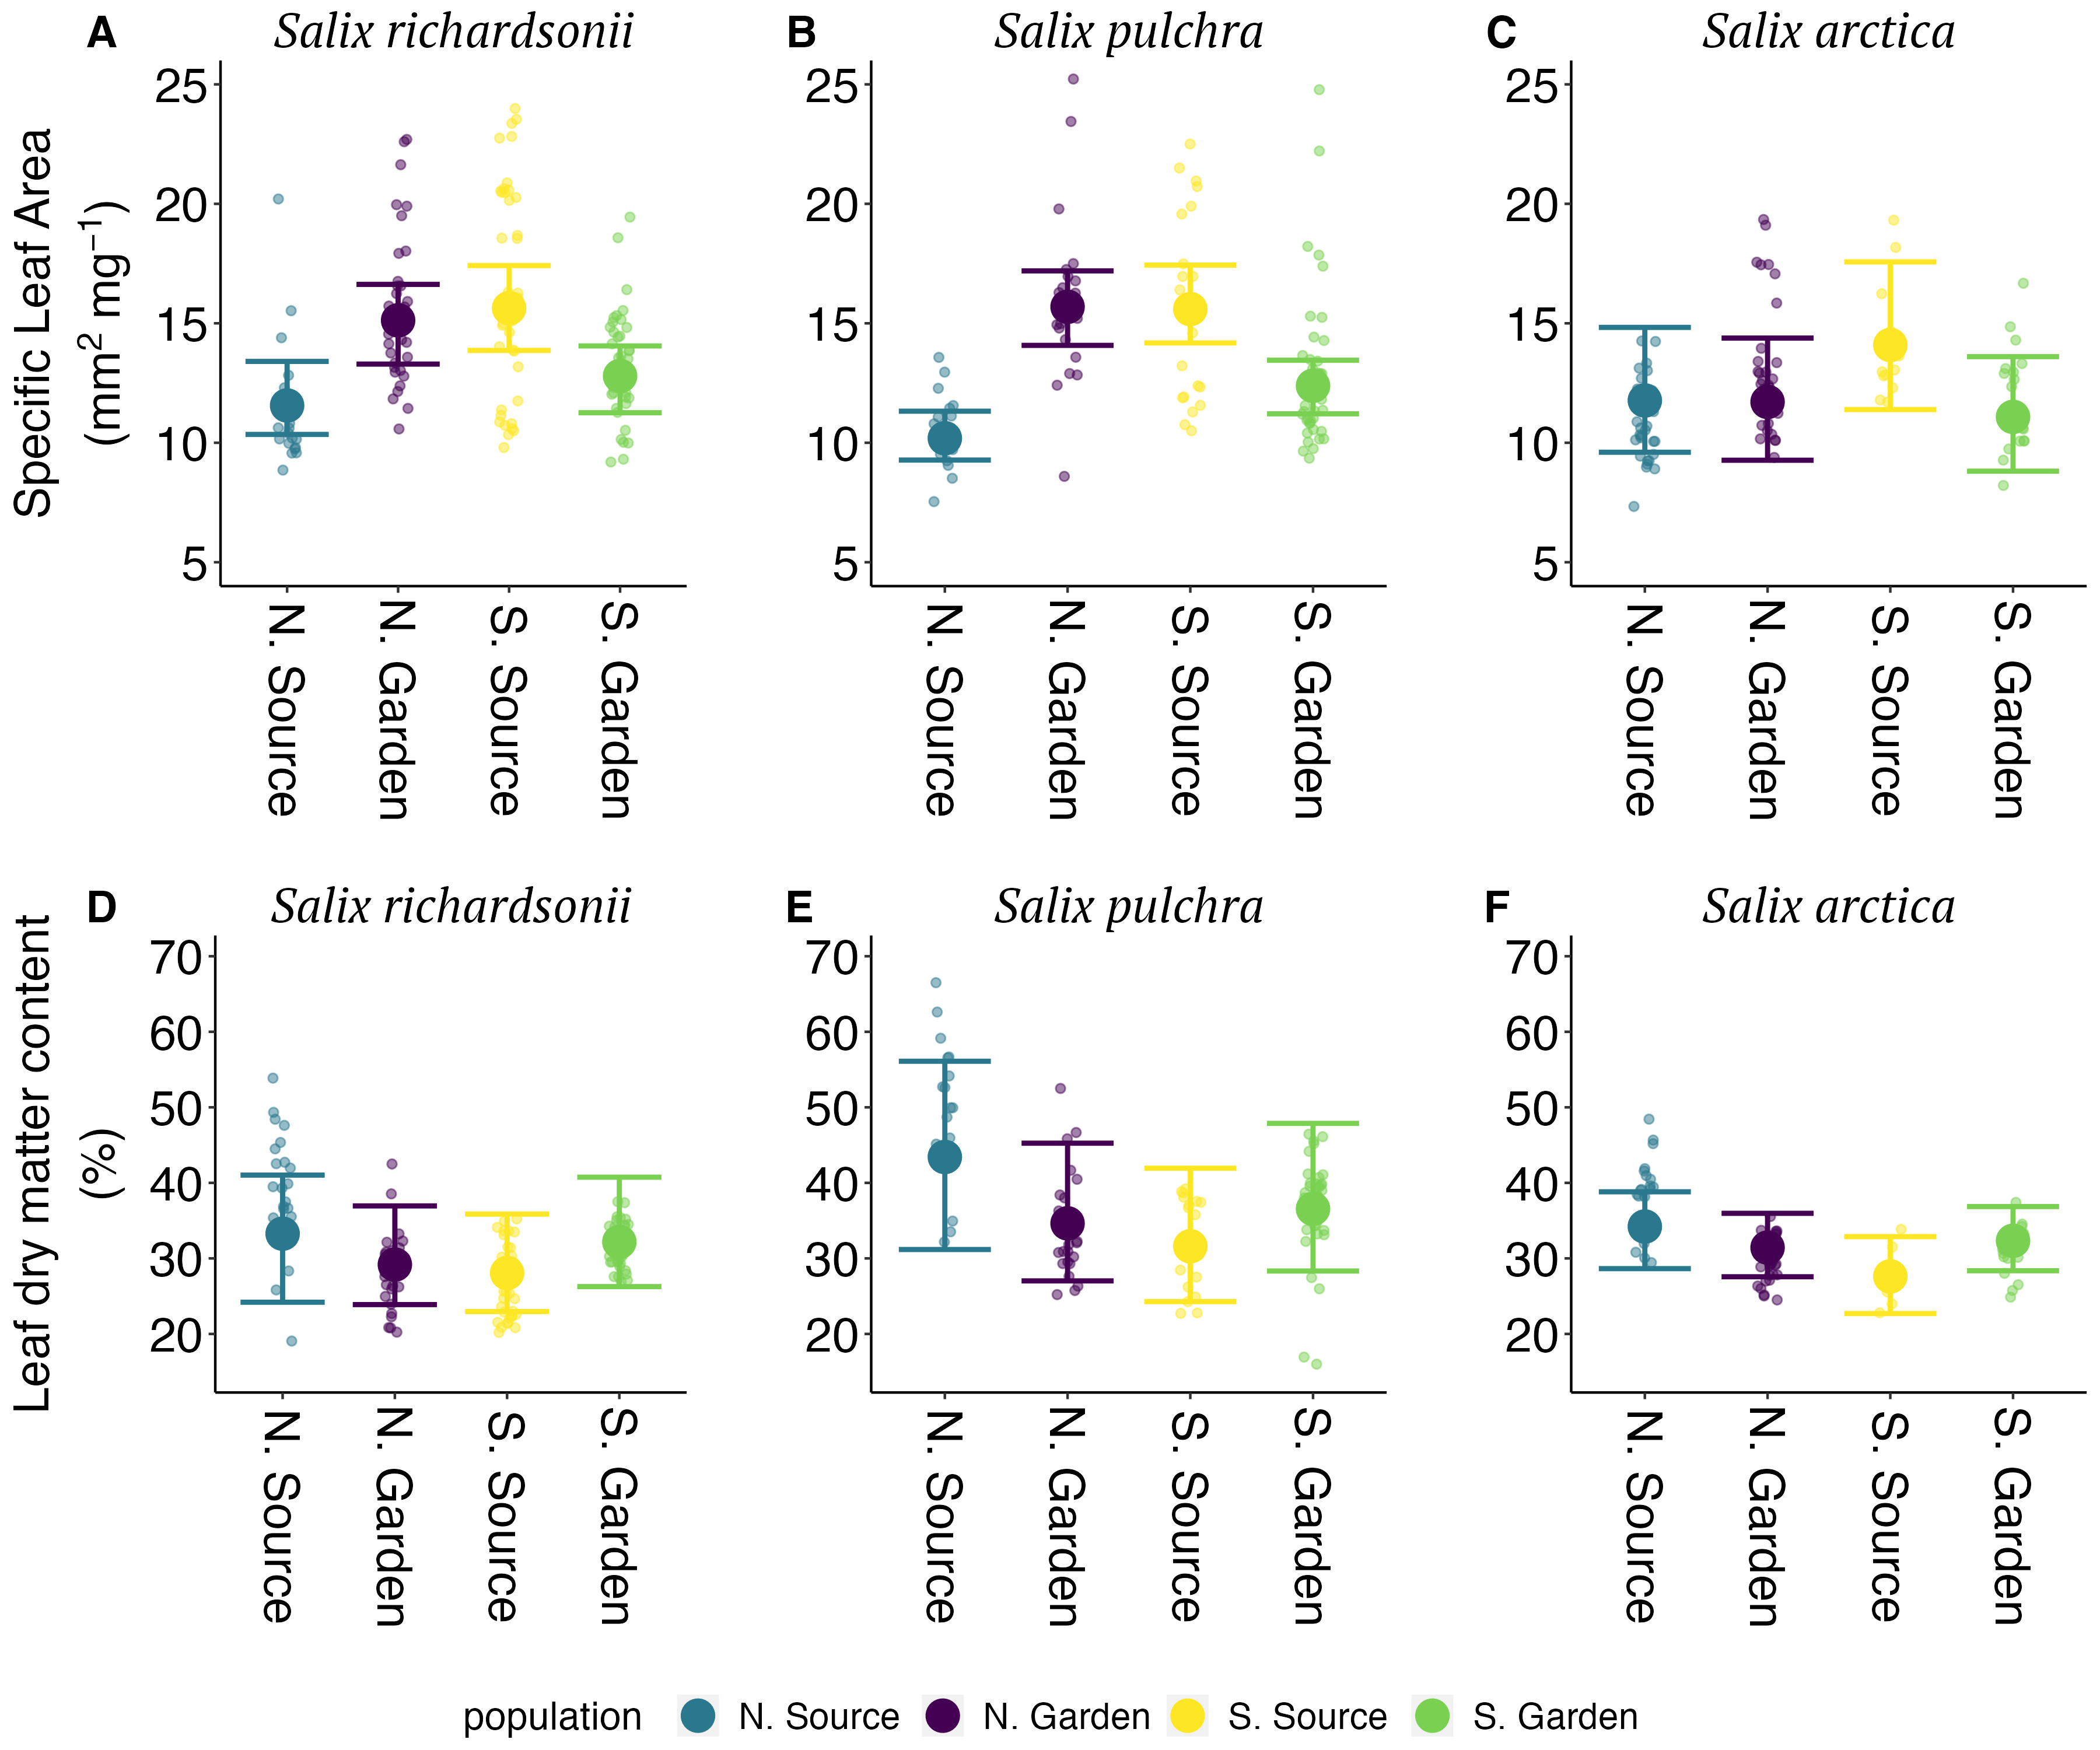 A Salix richardsonii
B Salix pulchra
C Salix arctica
Specific Leaf Area
(mm² mg⁻¹)
25
20
15
10
5
N. Source
N. Garden
S. Source
S. Garden
25
20
15
10
5
N. Source
N. Garden
S. Source
S. Garden
25
20
15
10
5
N. Source
N. Garden
S. Source
S. Garden
D Salix richardsonii
E Salix pulchra
F Salix arctica
Leaf dry matter content
(%)
70
60
50
40
30
20
N. Source
N. Garden
S. Source
S. Garden
70
60
50
40
30
20
N. Source
N. Garden
S. Source
S. Garden
70
60
50
40
30
20
N. Source
N. Garden
S. Source
S. Garden
population N. Source N. Garden S. Source S. Garden